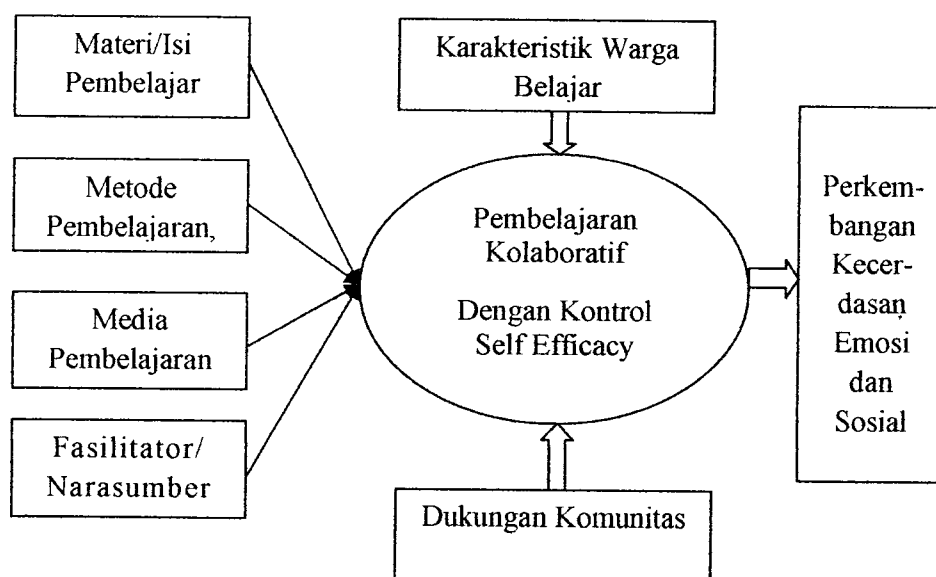 Materi/Isi
Pembelajar
Metode
Pembelajaran,
Media
Pembelajaran
Fasilitator/
Narasumber
Karakteristik Warga
Belajar
Pembelajaran
Kolaboratif
Dengan Kontrol
Self Efficacy
Dukungan Komunitas
Perkem-
bangan
Kecer-
dasan
Emosi
dan
Sosial